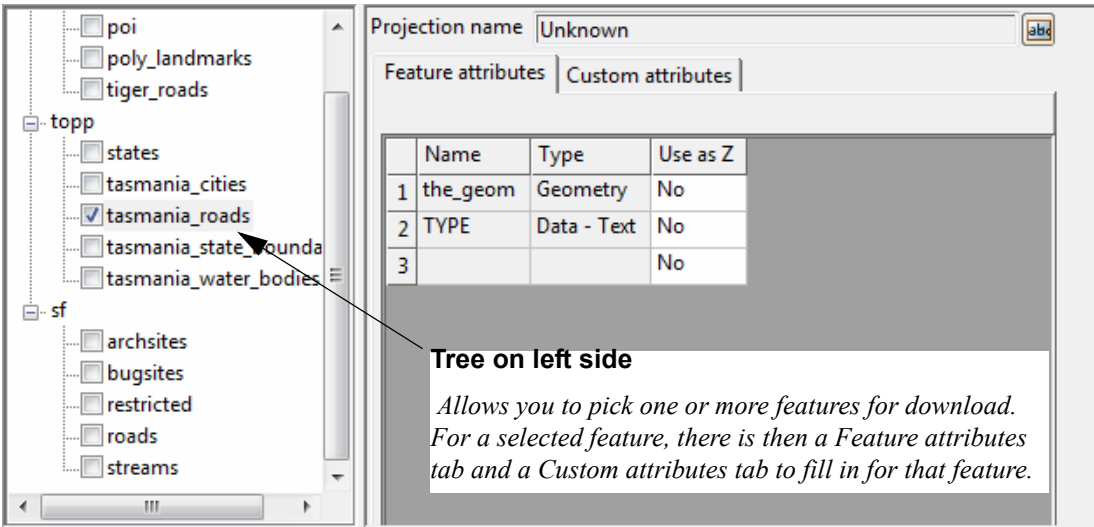 poi
poly_landmarks
tiger_roads
topp
states
tasmania_cities
tasmania_roads
tasmania_state_bounda
tasmania_water_bodies
sf
archsites
bugsites
restricted
roads
streams
Projection name Unknown abc
Feature attributes Custom attributes
Name Type Use as Z
1 the_geom Geometry No
2 TYPE Data - Text No
3 No
Tree on left side
Allows you to pick one or more features for download.
For a selected feature, there is then a Feature attributes
tab and a Custom attributes tab to fill in for that feature.